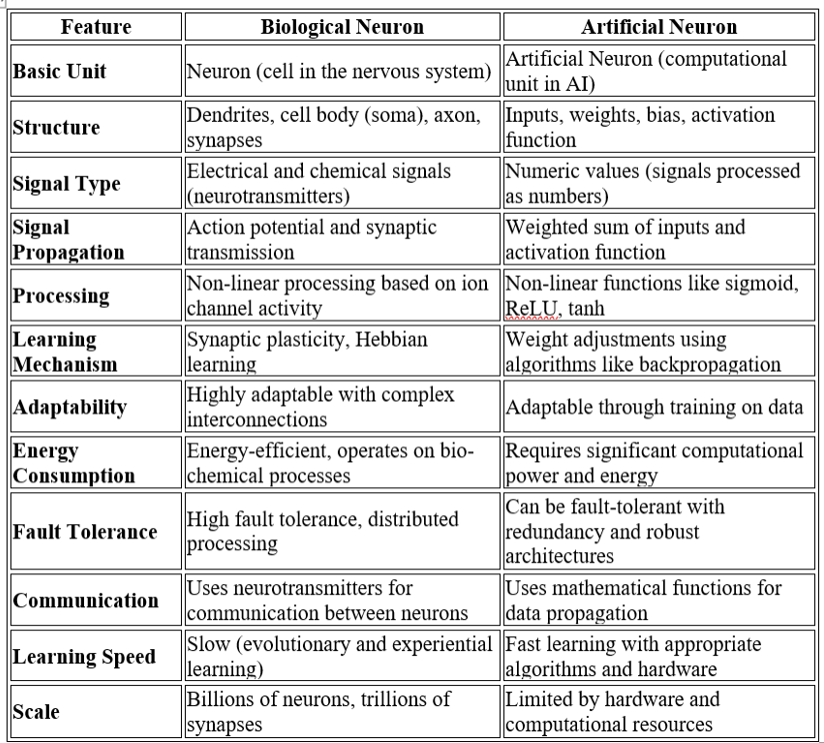 Feature Biological Neuron Artificial Neuron
Basic Unit Neuron (cell in the nervous system) Artificial Neuron (computational
unit in AI)
Structure Dendrites, cell body (soma), axon,
synapses Inputs, weights, bias, activation
function
Signal Type Electrical and chemical signals
(neurotransmitters) Numeric values (signals processed
as numbers)
Signal
Propagation Action potential and synaptic
transmission Weighted sum of inputs and
activation function
Processing Non-linear processing based on ion
channel activity Non-linear functions like sigmoid,
ReLU, tanh
Learning
Mechanism Synaptic plasticity, Hebbian
learning Weight adjustments using
algorithms like backpropagation
Adaptability Highly adaptable with complex
interconnections Adaptable through training on data
Energy
Consumption Energy-efficient, operates on bio-
chemical processes Requires significant computational
power and energy
Fault Tolerance High fault tolerance, distributed
processing Can be fault-tolerant with
redundancy and robust
architectures
Communication Uses neurotransmitters for
communication between neurons Uses mathematical functions for
data propagation
Learning Speed Slow (evolutionary and experiential
learning) Fast learning with appropriate
algorithms and hardware
Scale Billions of neurons, trillions of
synapses Limited by hardware and
computational resources